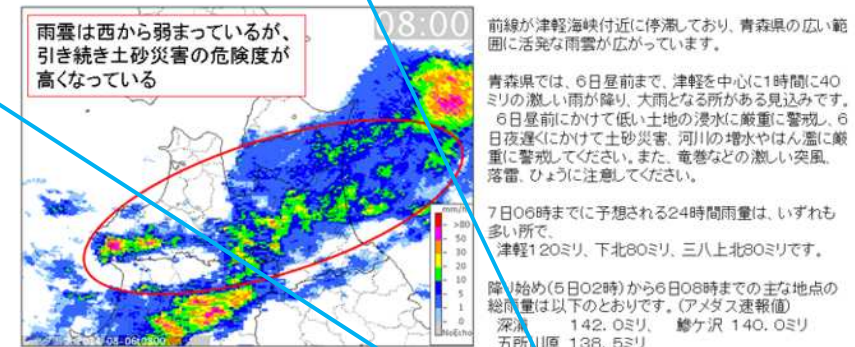 雨雲は西から弱まっているが、
引き続き土砂災害の危険度が
高くなっている
08:00
mm/h
>80
50
30
20
10
5
1
0
NoEcho
前線が津軽海峡付近に停滞しており、青森県の広い範
囲に活発な雨雲が広がっています。
青森県では、6日昼前まで、津軽を中心に1時間に40
ミリの激しい雨が降り、大雨となる所がある見込みです。
6日昼前にかけて低い土地の浸水に厳重に警戒し、6
日夜遅くにかけて土砂災害、河川の増水やはん濫に厳
重に警戒してください。また、竜巻などの激しい突風、
落雷、ひょうに注意してください。
7日06時までに予想される24時間雨量は、いずれも
多い所で、
津軽120ミリ、下北80ミリ、三八上北80ミリです。
降り始め(5日02時)から6日08時までの主な地点の
総雨量は以下のとおりです。(アメダス速報値)
深浦 142.0ミリ、 鰺ケ沢 140.0ミリ
五所川原 138.5ミリ